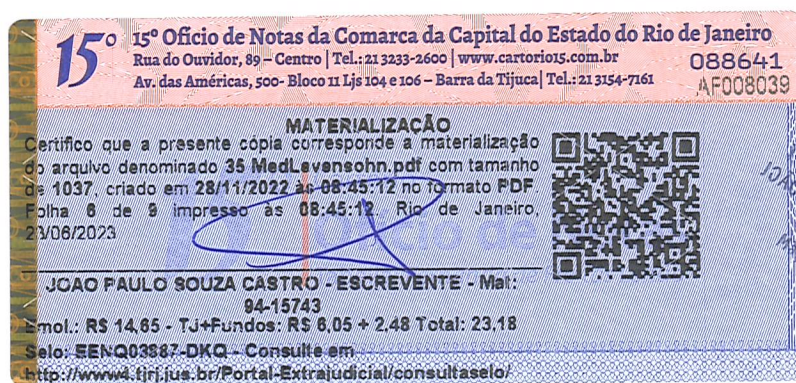 15º 15º Ofício de Notas da Comarca da Capital do Estado do Rio de Janeiro
Rua do Ouvidor, 89 – Centro | Tel.: 21 3233-2600 | www.cartorio15.com.br
Av. das Américas, 500- Bloco 11 Ljs 104 e 106 – Barra da Tijuca | Tel.: 21 3154-7161
088641
AF008039
MATERIALIZAÇÃO
Certifico que a presente cópia corresponde a materialização
do arquivo denominado 35 MedLevensohn.pdf com tamanho
de 1037, criado em 28/11/2022 às 08:45:12 no formato PDF.
Folha 6 de 9 impresso às 08:45:12. Rio de Janeiro,
23/06/2023
Ofício de
JOAO PAULO SOUZA CASTRO - ESCREVENTE - Mat:
94-15743
Emol.: R$ 14,65 - TJ+Fundos: R$ 6,05 + 2,48 Total: 23,18
Selo: EENQ03887-DKQ - Consulte em
http://www4.tjrj.jus.br/Portal-Extrajudicial/consultaselo/